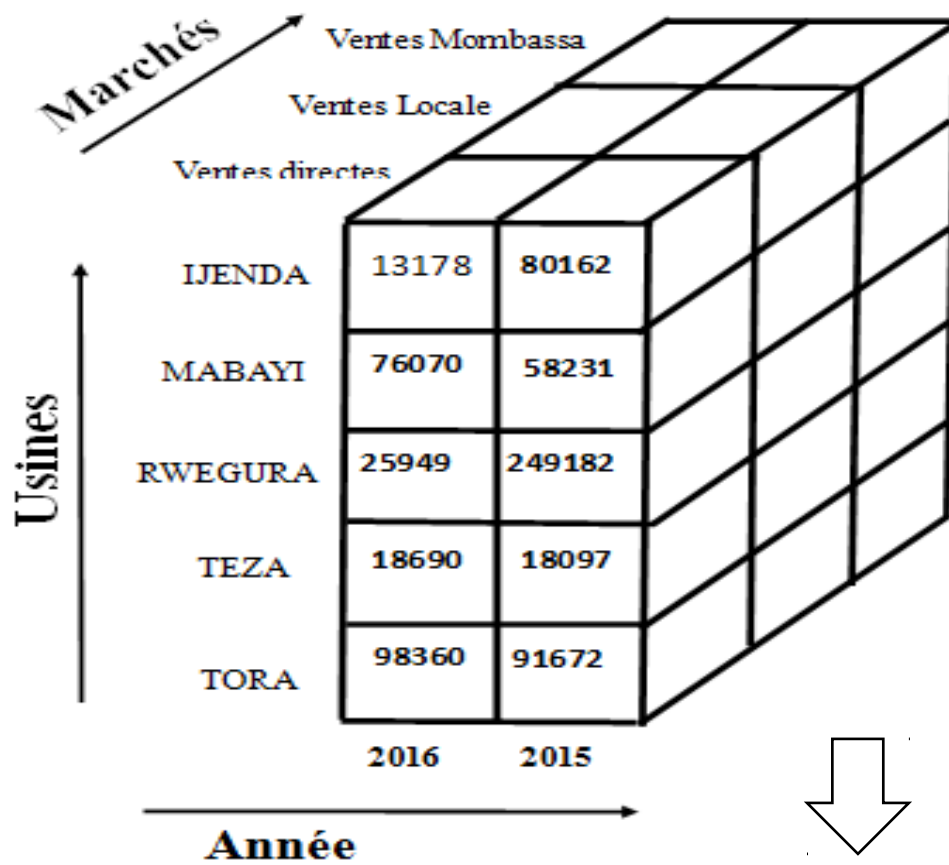 Marchés
Ventes Mombassa
Ventes Locale
Ventes directes
Usines
IJENDA 13178 80162
MABAYI 76070 58231
RWEGURA 25949 249182
TEZA 18690 18097
TORA 98360 91672
2016 2015
Année